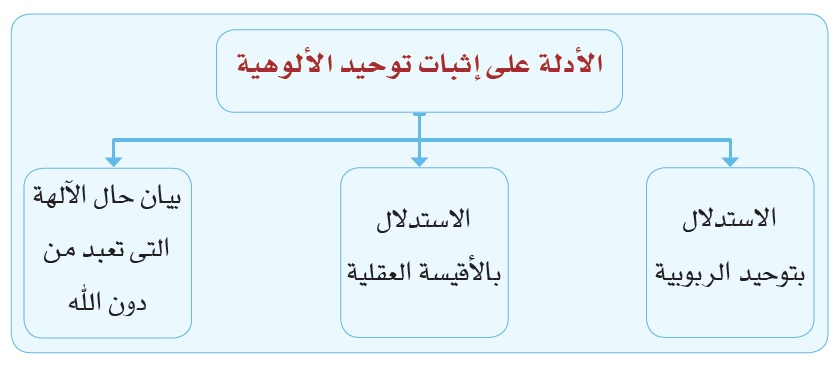 الأدلة على إثبات توحيد الألوهية
الاستدلال
بتوحيد الربوبية
الاستدلال
بالأقيسة العقلية
بيان حال الآلهة
التى تعبد من
دون الله